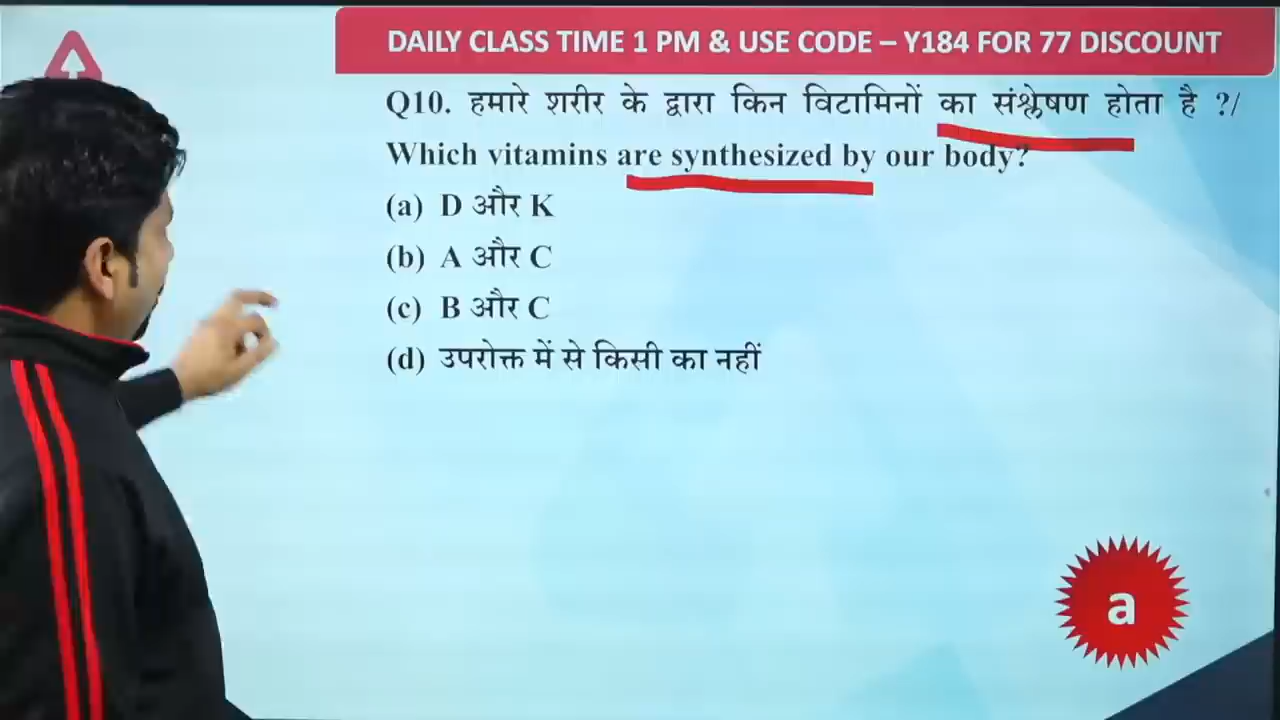 DAILY CLASS TIME 1 PM & USE CODE – Y184 FOR 77 DISCOUNT
Q10. हमारे शरीर के द्वारा किन विटामिनों का संश्लेषण होता है ?/
Which vitamins are synthesized by our body?
(a) D और K
(b) A और C
(c) B और C
(d) उपरोक्त में से किसी का नहीं
a